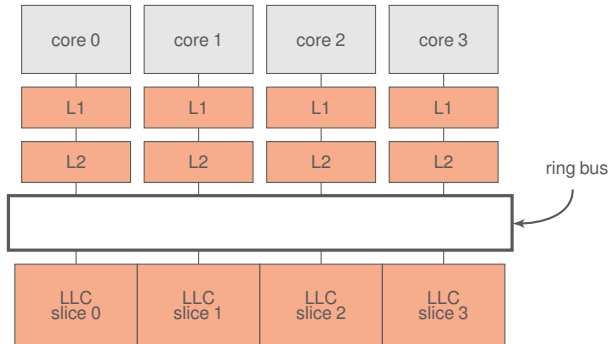 core 0 core 1 core 2 core 3
L1 L1 L1 L1
L2 L2 L2 L2
ring bus
LLC LLC LLC LLC
slice 0 slice 1 slice 2 slice 3